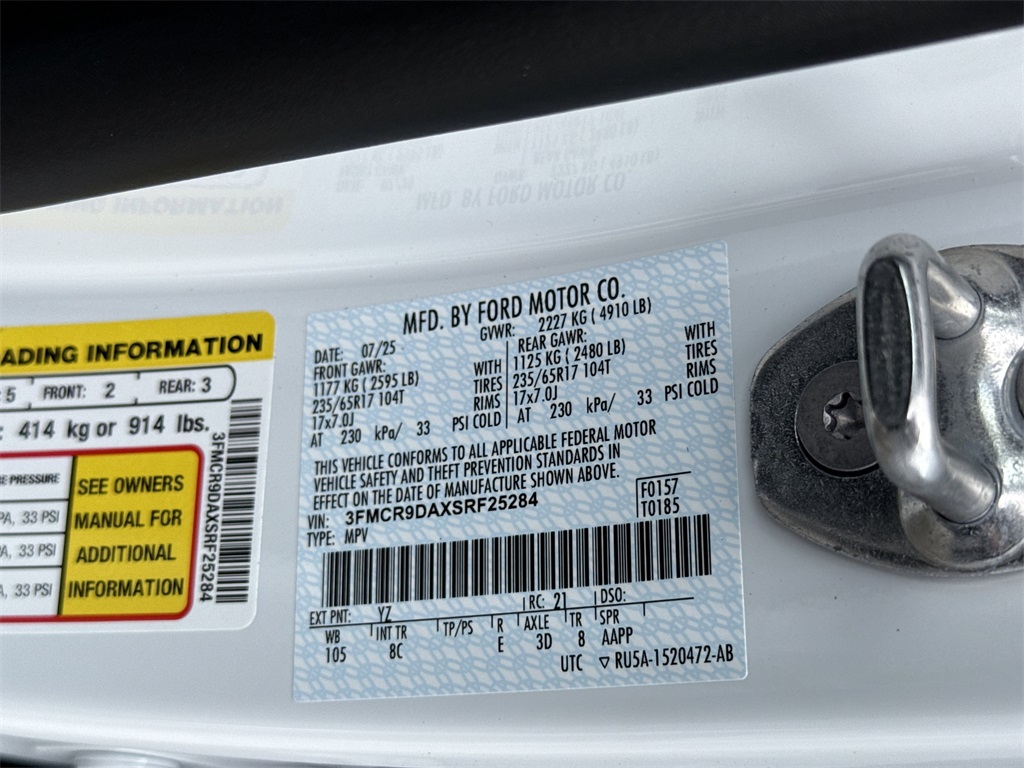 ADING INFORMATION
: 5 FRONT: 2 REAR: 3
: 414 kg or 914 lbs.
E PRESSURE
PA, 33 PSI
PA, 33 PSI
A, 33 PSI
SEE OWNERS
MANUAL FOR
ADDITIONAL
INFORMATION
3FMCR9DAXSRF25284
MFD. BY FORD MOTOR CO.
DATE: 07/25 GVWR: 2227 KG ( 4910 LB)
FRONT GAWR: REAR GAWR:
1177 KG ( 2595 LB) WITH 1125 KG ( 2480 LB) WITH
235/65R17 104T TIRES 235/65R17 104T TIRES
17x7.0J RIMS 17x7.0J RIMS
AT 230 kPa/ 33 PSI COLD AT 230 kPa/ 33 PSI COLD
THIS VEHICLE CONFORMS TO ALL APPLICABLE FEDERAL MOTOR
VEHICLE SAFETY AND THEFT PREVENTION STANDARDS IN
EFFECT ON THE DATE OF MANUFACTURE SHOWN ABOVE.
VIN: 3FMCR9DAXSRF25284 F0157
TYPE: MPV T0185
EXT PNT: YZ RC: 21 DSO:
WB INT TR TP/PS R AXLE TR SPR
105 8C E 3D 8 AAPP
UTC ▽ RU5A-1520472-AB